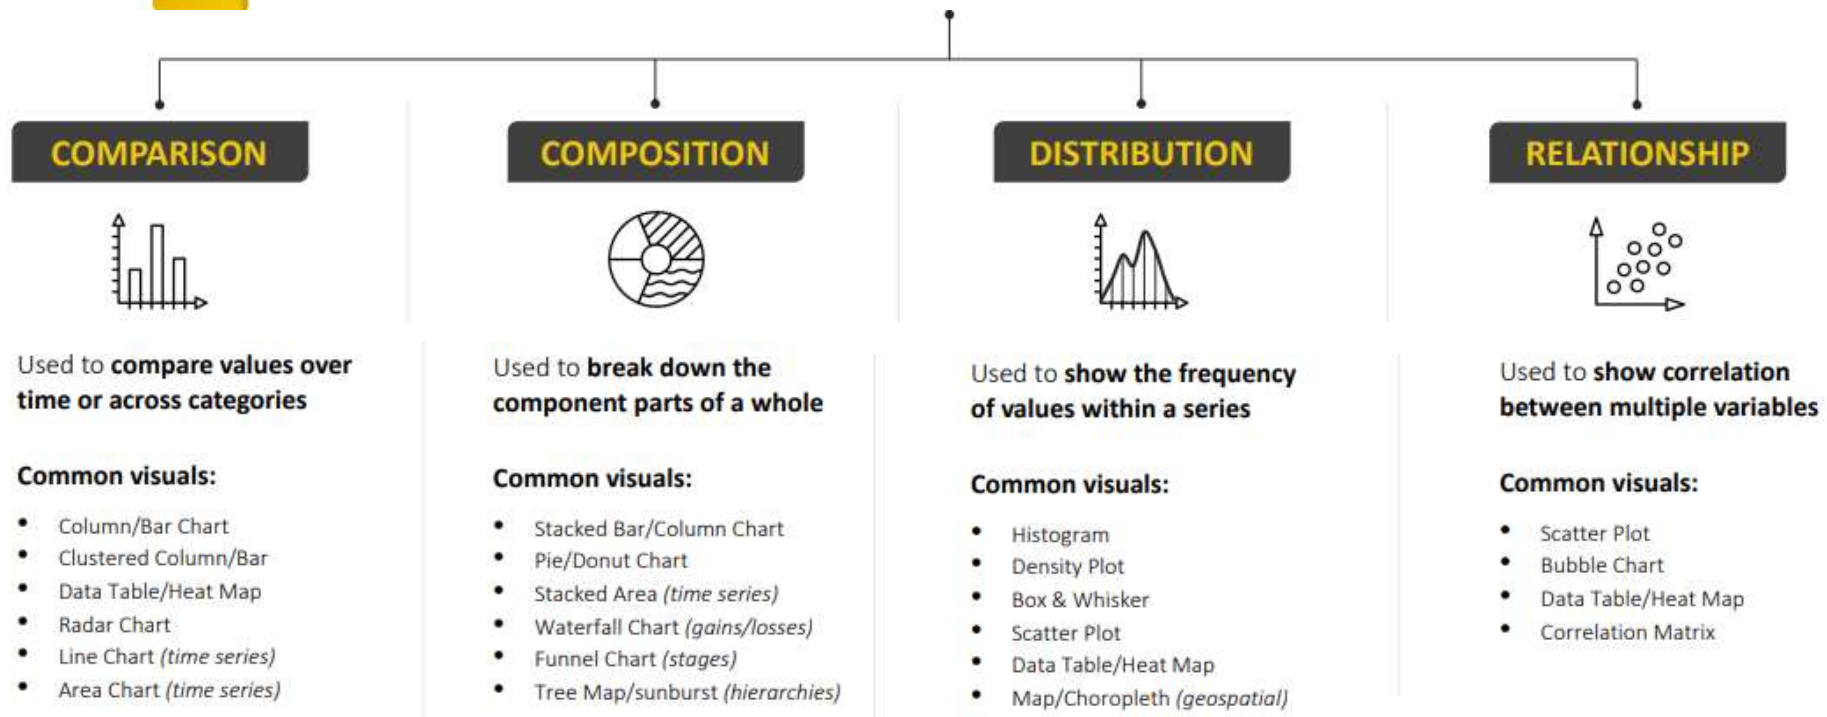 COMPARISON
Used to compare values over
time or across categories
Common visuals:
• Column/Bar Chart
• Clustered Column/Bar
• Data Table/Heat Map
• Radar Chart
• Line Chart (time series)
• Area Chart (time series)
COMPOSITION
Used to break down the
component parts of a whole
Common visuals:
• Stacked Bar/Column Chart
• Pie/Donut Chart
• Stacked Area (time series)
• Waterfall Chart (gains/losses)
• Funnel Chart (stages)
• Tree Map/sunburst (hierarchies)
DISTRIBUTION
Used to show the frequency
of values within a series
Common visuals:
• Histogram
• Density Plot
• Box & Whisker
• Scatter Plot
• Data Table/Heat Map
• Map/Choropleth (geospatial)
RELATIONSHIP
Used to show correlation
between multiple variables
Common visuals:
• Scatter Plot
• Bubble Chart
• Data Table/Heat Map
• Correlation Matrix